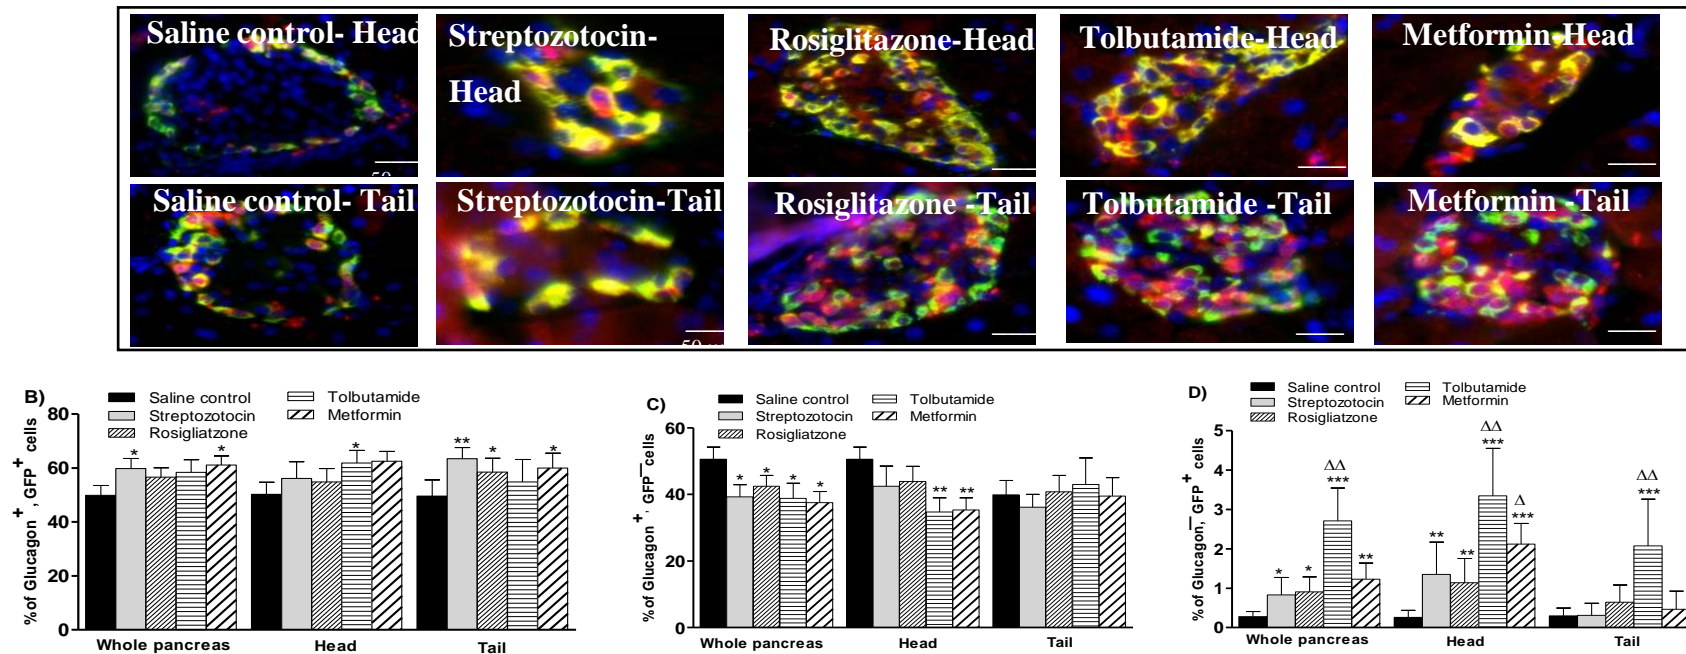 Saline control- Head
Streptozotocin-
Head
Rosiglitazone-Head
Tolbutamide-Head
Metformin-Head
Saline control- Tail
Streptozotocin-Tail
Rosiglitazone -Tail
Tolbutamide -Tail
Metformin -Tail
B)
Saline control
Streptozotocin
Rosigliatzone
Tolbutamide
Metformin
% of Glucagon+, GFP+ cells
80
60
40
20
0
* *
* *
** * *
Whole pancreas Head Tail
C)
Saline control
Streptozotocin
Rosigliatzone
Tolbutamide
Metformin
% of Glucagon+, GFP− cells
60
40
20
0
* * * *
** **
Whole pancreas Head Tail
D)
Saline control
Streptozotocin
Rosigliatzone
Tolbutamide
Metformin
% of Glucagon−, GFP+ cells
5
4
3
2
1
0
ΔΔ
***
* * **
ΔΔ
***
Δ
***
** **
ΔΔ
***
Whole pancreas Head Tail